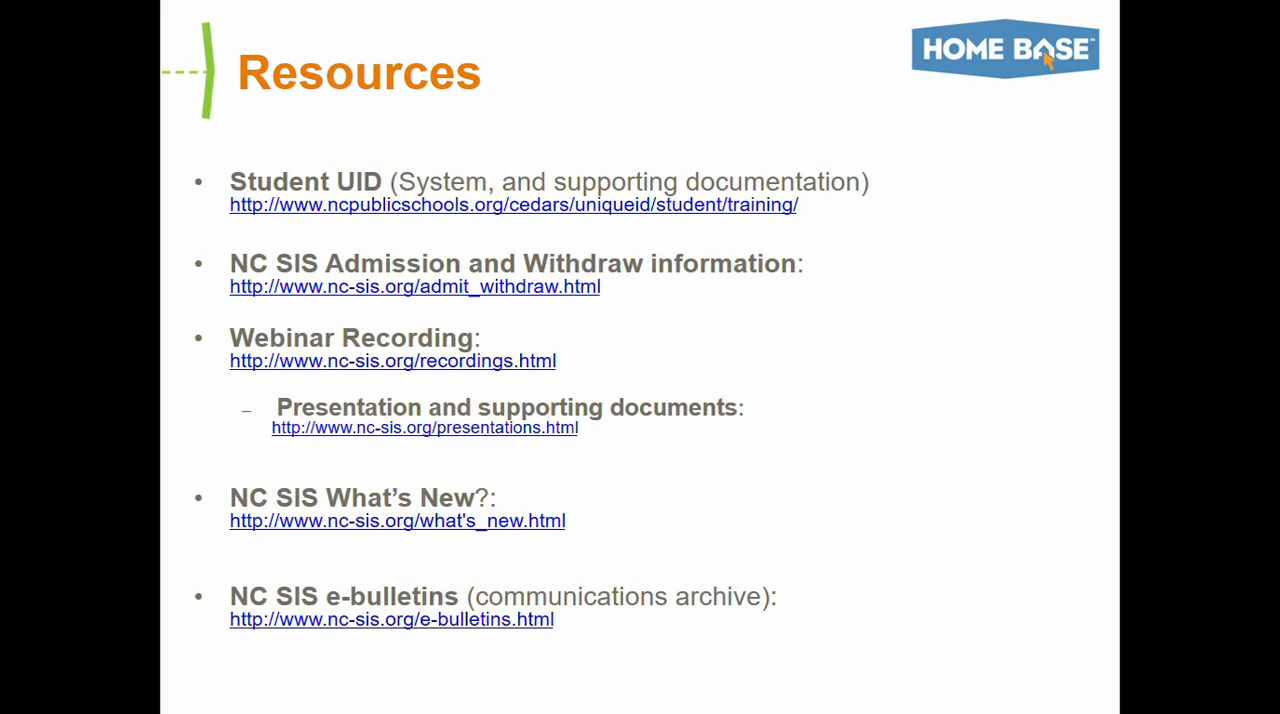 Resources
HOME BASE™
• Student UID (System, and supporting documentation)
http://www.ncpublicschools.org/cedars/uniqueid/student/training/
• NC SIS Admission and Withdraw information:
http://www.nc-sis.org/admit_withdraw.html
• Webinar Recording:
http://www.nc-sis.org/recordings.html
– Presentation and supporting documents:
http://www.nc-sis.org/presentations.html
• NC SIS What’s New?:
http://www.nc-sis.org/what's_new.html
• NC SIS e-bulletins (communications archive):
http://www.nc-sis.org/e-bulletins.html